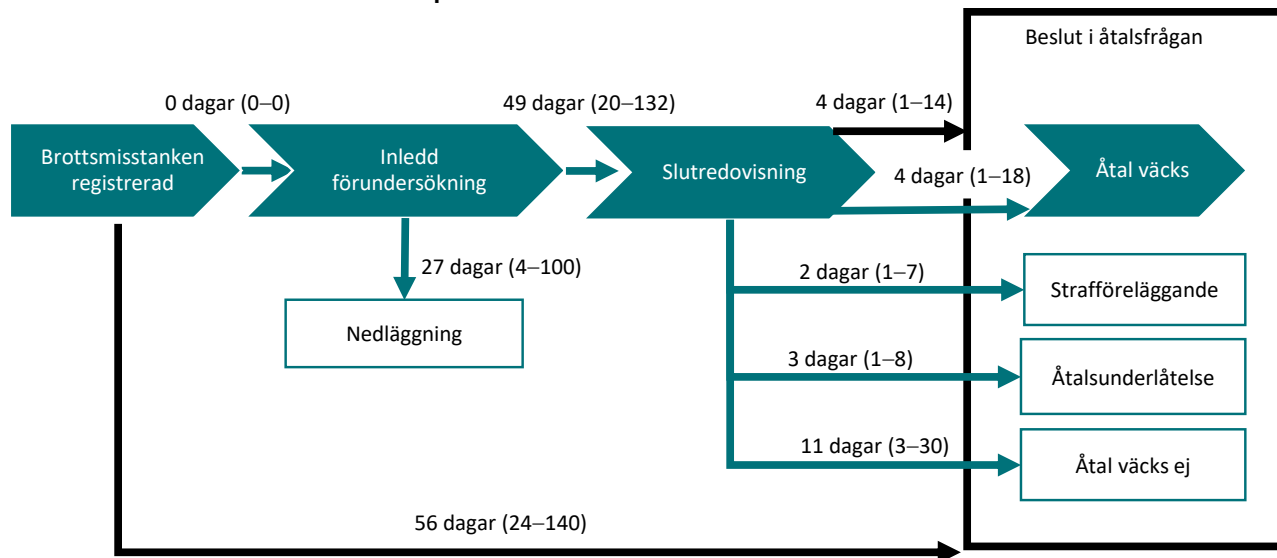 Beslut i åtalsfrågan
0 dagar (0–0)
49 dagar (20–132)
4 dagar (1–14)
Brottsmisstanken
registrerad
Inledd
förundersökning
Slutredovisning
4 dagar (1–18)
Åtal väcks
27 dagar (4–100)
Nedläggning
2 dagar (1–7)
Strafföreläggande
3 dagar (1–8)
Åtalsunderlåtelse
11 dagar (3–30)
Åtal väcks ej
56 dagar (24–140)